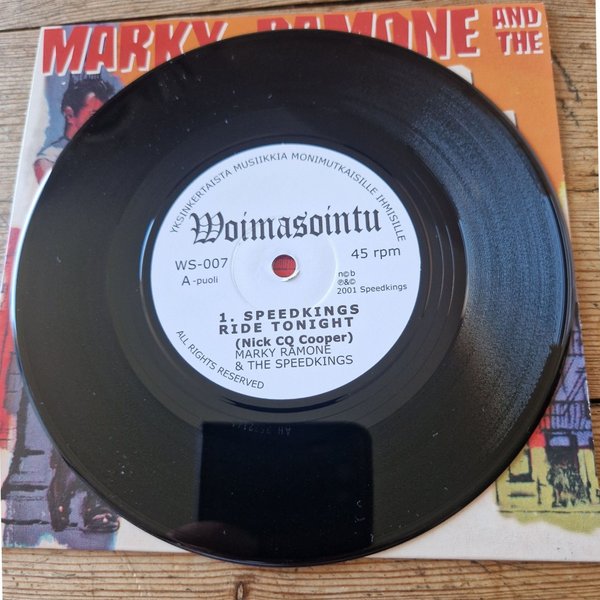 MARKY RAMONE AND
THE
YKSINKERTAISTA MUSIIKKIA MONIMUTKAISILLE IHMISILLE
Woimasointu
WS-007
45 rpm
A -puoli
n©b
℗&©
2001 Speedkings
1. SPEEDKINGS
RIDE TONIGHT
(Nick CQ Cooper)
MARKY RAMONE
& THE SPEEDKINGS
ALL RIGHTS RESERVED